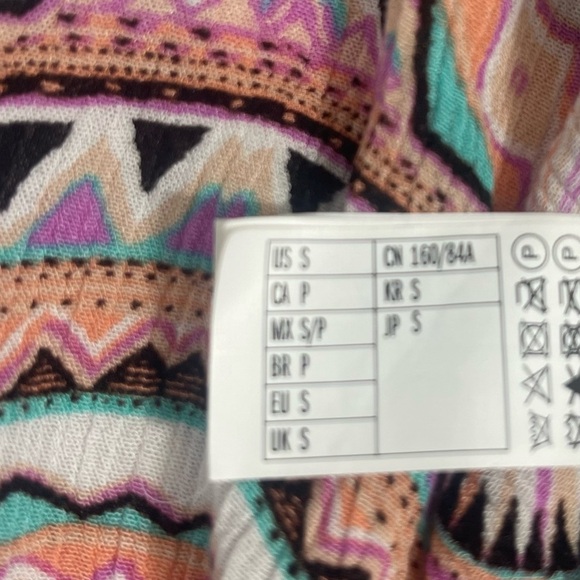 US S
CA P
MX S/P
BR P
EU S
UK S
CN 160/84A
KR S
JP S
P P